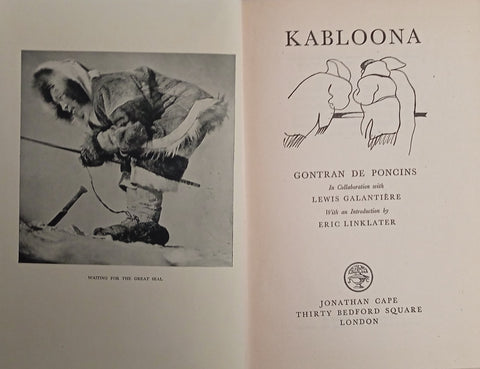 WAITING FOR THE GREAT SEAL
KABLOONA
GONTRAN DE PONCINS
In Collaboration with
LEWIS GALANTIÈRE
With an Introduction by
ERIC LINKLATER
JONATHAN CAPE
THIRTY BEDFORD SQUARE
LONDON